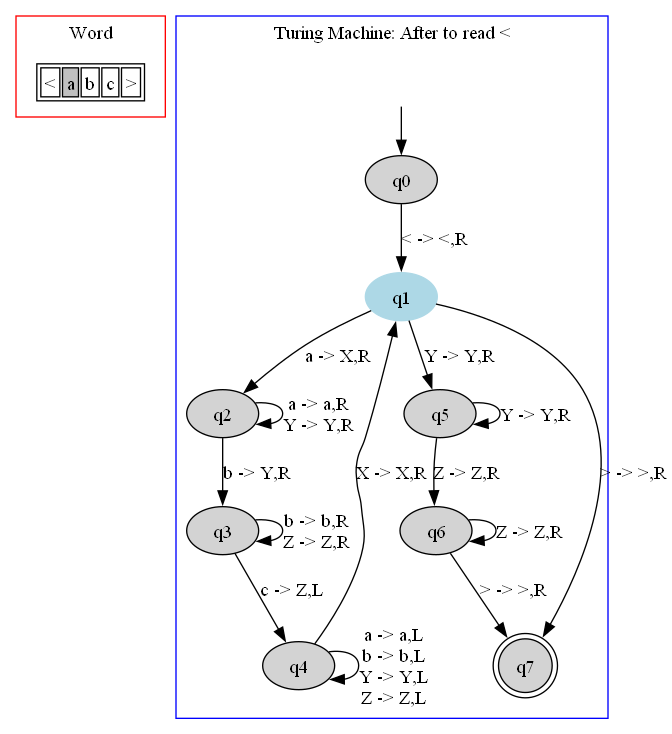 Word
< a b c >
Turing Machine: After to read <
q0
< -> <,R
q1
a -> X,R
Y -> Y,R
q2
a -> a,R
Y -> Y,R
q5
Y -> Y,R
b -> Y,R
X -> X,R
Z -> Z,R
> -> >,R
q3
b -> b,R
Z -> Z,R
q6
Z -> Z,R
c -> Z,L
> -> >,R
q4
a -> a,L
b -> b,L
Y -> Y,L
Z -> Z,L
q7